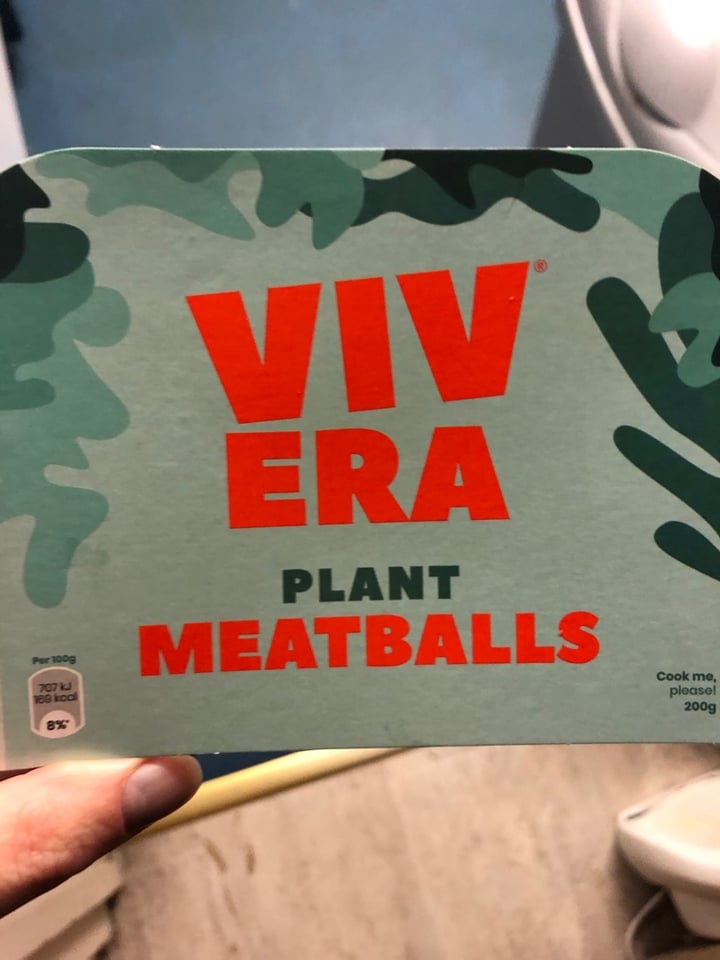 VIV®
ERA
PLANT
MEATBALLS
Per 100g
707 kJ
169 kcal
8%*
Cook me,
please!
200g